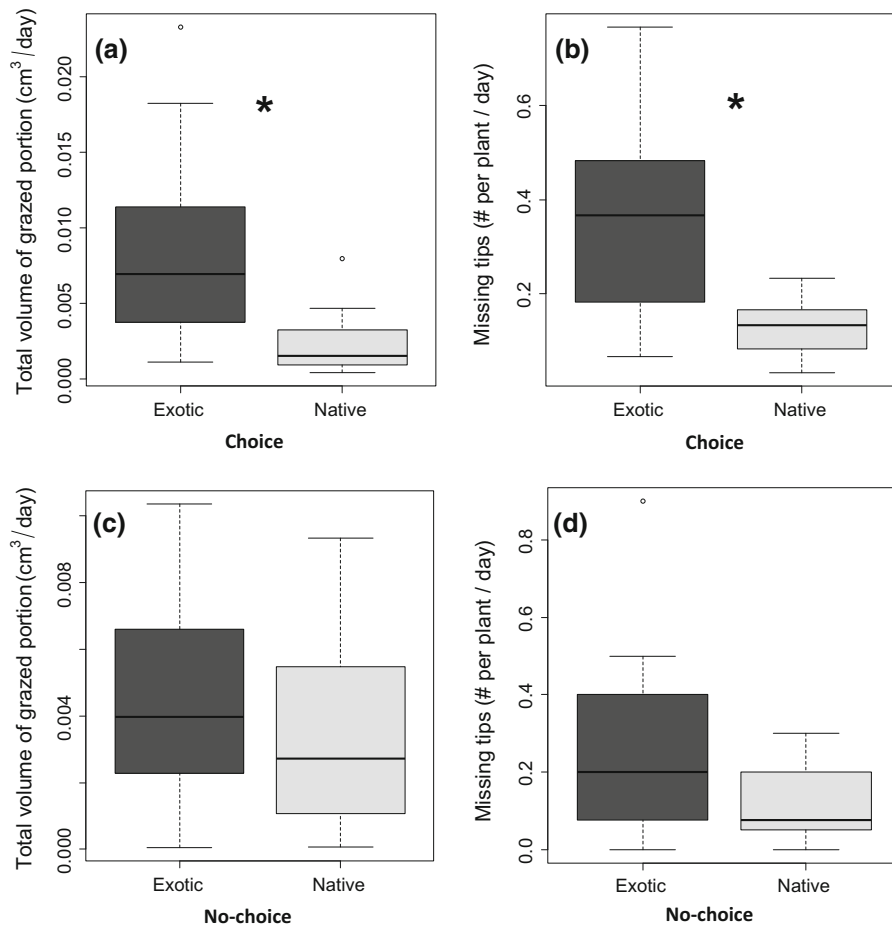 (a)
Total volume of grazed portion (cm³/day)
0.020
0.015
0.010
0.005
0.000
*
Exotic Native
Choice
(b)
Missing tips (# per plant / day)
0.6
0.4
0.2
*
Exotic Native
Choice
(c)
Total volume of grazed portion (cm³/day)
0.008
0.004
0.000
Exotic Native
No-choice
(d)
Missing tips (# per plant / day)
0.8
0.6
0.4
0.2
0.0
Exotic Native
No-choice